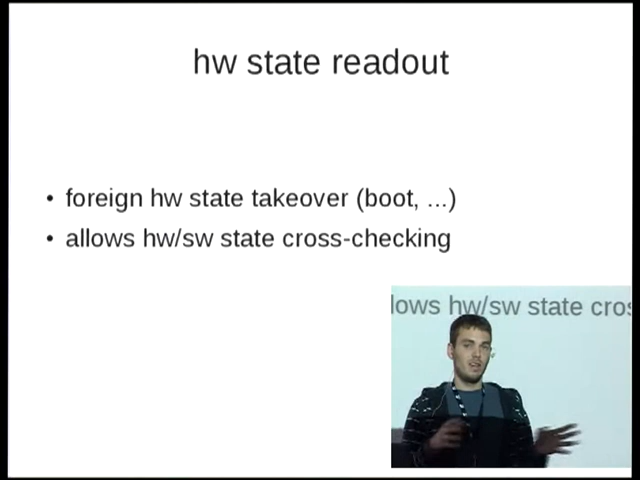 hw state readout
• foreign hw state takeover (boot, ...)
• allows hw/sw state cross-checking
lows hw/sw state cros